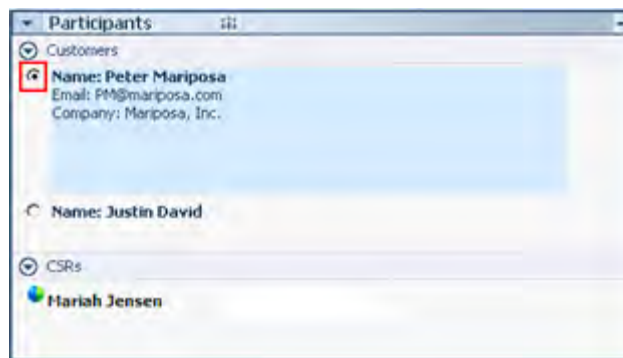 Participants
Customers
Name: Peter Mariposa
Email: PM@mariposa.com
Company: Mariposa, Inc.
Name: Justin David
CSRs
Mariah Jensen